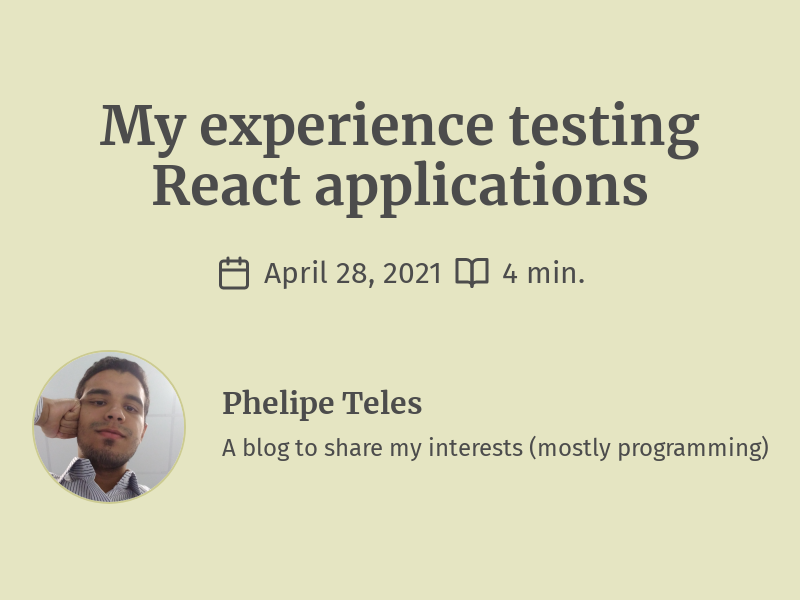 My experience testing
React applications
April 28, 2021 4 min.
Phelipe Teles
A blog to share my interests (mostly programming)